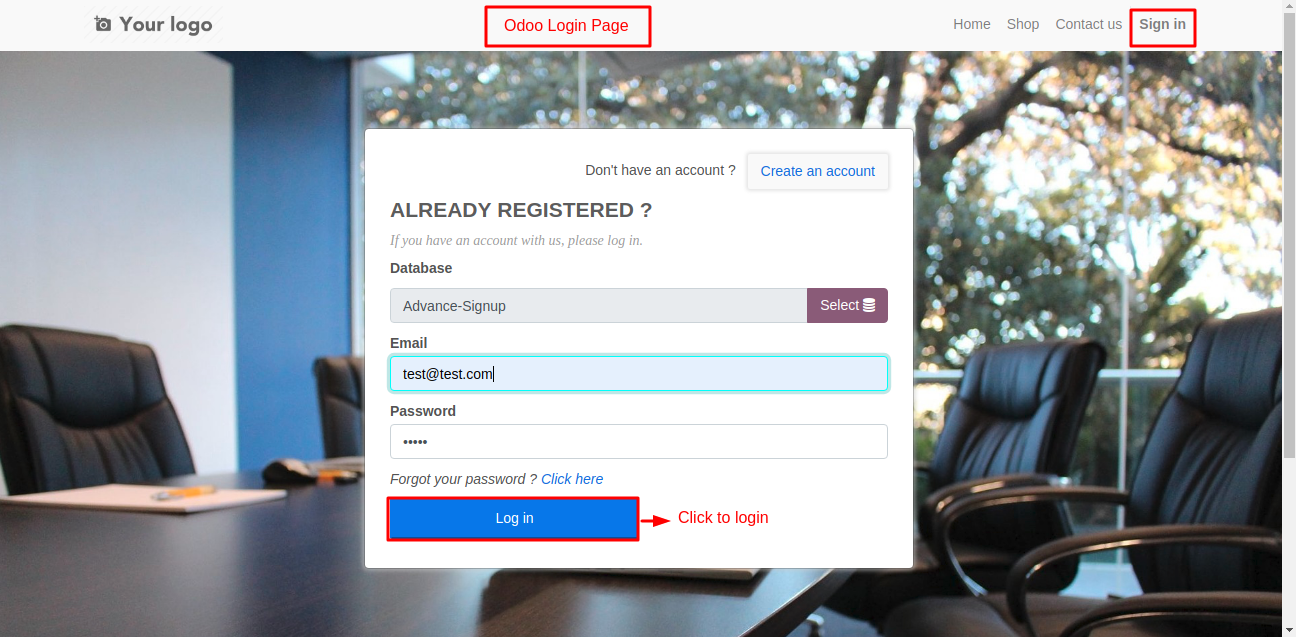 Your logo
Odoo Login Page
Home Shop Contact us Sign in
Don't have an account ? Create an account
ALREADY REGISTERED ?
If you have an account with us, please log in.
Database
Advance-Signup Select
Email
test@test.com
Password
•••••
Forgot your password ? Click here
Log in Click to login